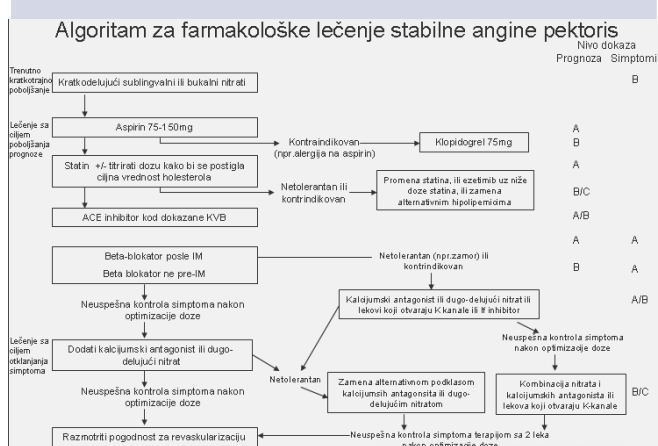 Algoritam za farmakološke lečenje stabilne angine pektoris
Nivo dokaza
Prognoza Simptomi
Trenutno
kratkotrajno
poboljšanje
Kratkodelujući sublingvalni ili bukalni nitrati
B
Lečenje sa
ciljem
poboljšanja
prognoze
Aspirin 75-150mg
A
Kontraindikovan
(npr.alergija na aspirin)
Klopidogrel 75mg
B
Statin +/- titrirati dozu kako bi se postigla
ciljna vrednost holesterola
A
Netolerantan ili
kontrindikovan
Promena statina, ili ezetimib uz niže
doze statina, ili zamena
alternativnim hipolipemicima
B/C
ACE inhibitor kod dokazane KVB
A/B
Beta-blokator posle IM
A A
Beta blokator ne pre-IM
Netolerantan (npr.zamor) ili
kontrindikovan
B A
Neuspešna kontrola simptoma nakon
optimizacije doze
Kalcijumski antagonist ili dugo-delujući nitrat ili
lekovi koji otvaraju K kanale ili If inhibitor
A/B
Lečenje sa
ciljem
otklanjanja
simptoma
Dodati kalcijumski antagonist ili dugo-
delujući nitrat
Neuspešna kontrola simptoma
nakon optimizacije doze
Netolerantan
Neuspešna kontrola simptoma nakon
optimizacije doze
Zamena alternativnom podklasom
kalcijumskih antagonsita ili dugo-
delujućim nitratom
Kombinacija nitrata i
kalcijumskih antagonista ili
lekova koji otvaraju K-kanale
B/C
Razmotriti pogodnost za revaskularizaciju
Neuspešna kontrola simptoma terapijom sa 2 leka
nakon optimizacije doze